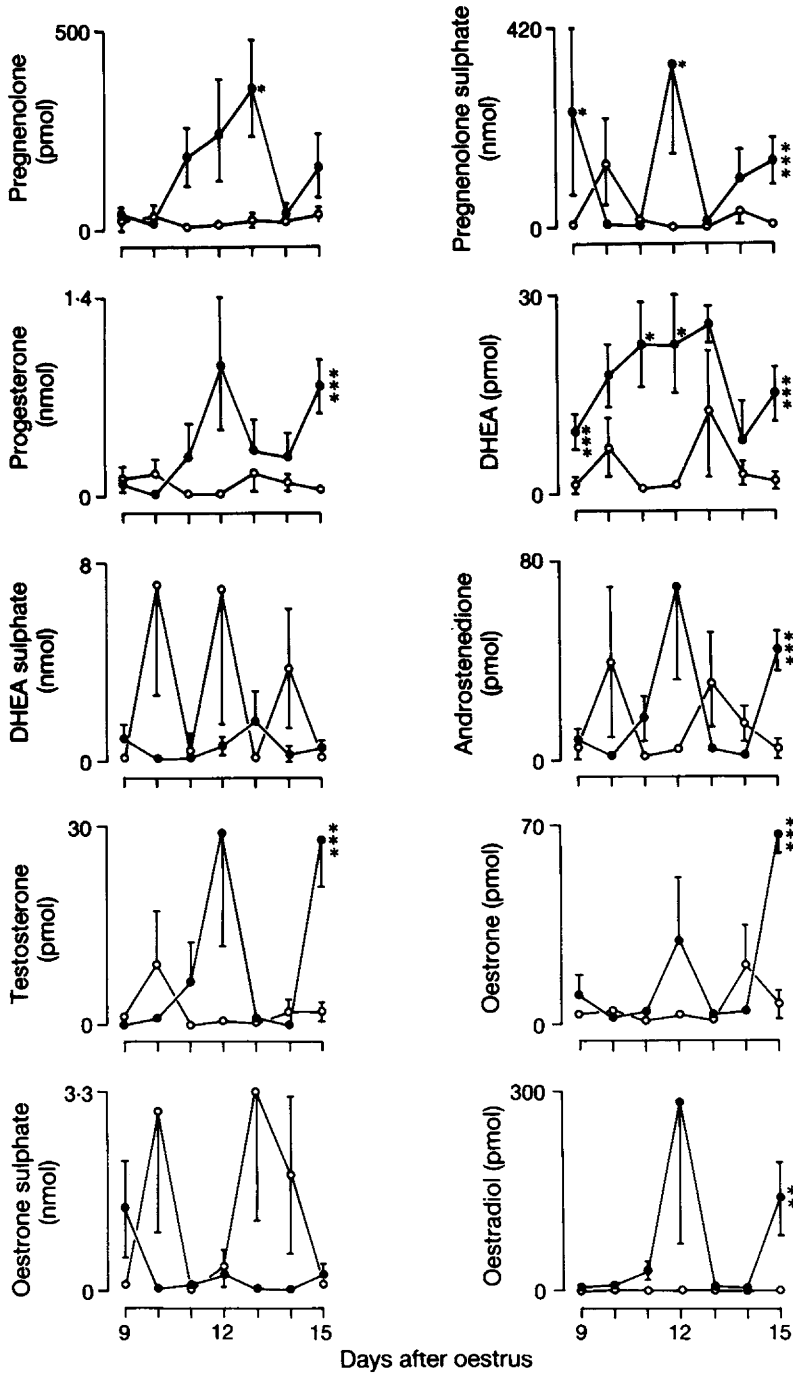 Pregnenolone
(pmol)
500
0
*
Pregnenolone sulphate
(nmol)
420
0
*
*
***
Progesterone
(nmol)
1·4
0
***
DHEA (pmol)
30
0
***
*
*
***
DHEA sulphate
(nmol)
8
0
Androstenedione
(pmol)
80
0
***
Testosterone
(pmol)
30
0
***
Oestrone (pmol)
70
0
***
Oestrone sulphate
(nmol)
3·3
0
9
12
15
Oestradiol (pmol)
300
0
**
9
12
15
Days after oestrus